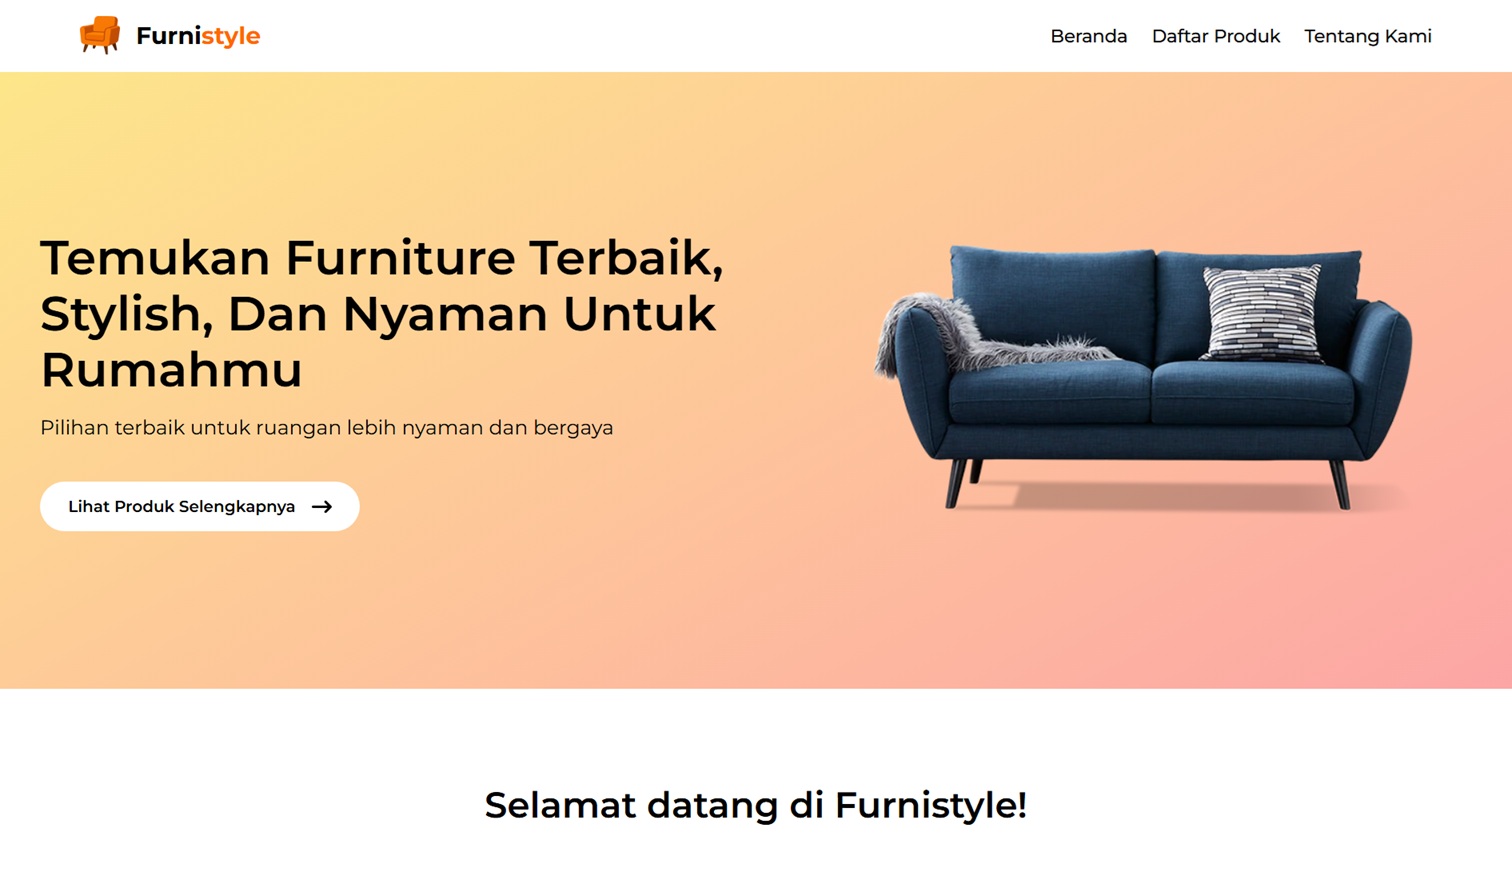 Furnistyle
Beranda
Daftar Produk
Tentang Kami
Temukan Furniture Terbaik,
Stylish, Dan Nyaman Untuk
Rumahmu
Pilihan terbaik untuk ruangan lebih nyaman dan bergaya
Lihat Produk Selengkapnya
Selamat datang di Furnistyle!